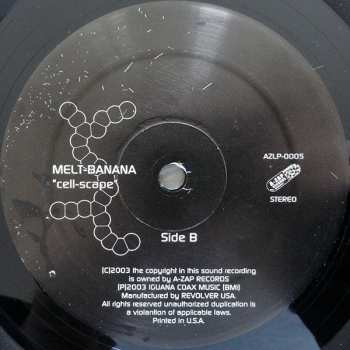 MELT-BANANA
"cell-scape"
AZLP-0005
A-ZAP
STEREO
Side B
(C)2003 the copyright in this sound recording
is owned by A-ZAP RECORDS
(P)2003 IGUANA COAX MUSIC (BMI)
Manufactured by REVOLVER USA.
All rights reserved unauthorized duplication is
a violation of applicable laws.
Printed in U.S.A.